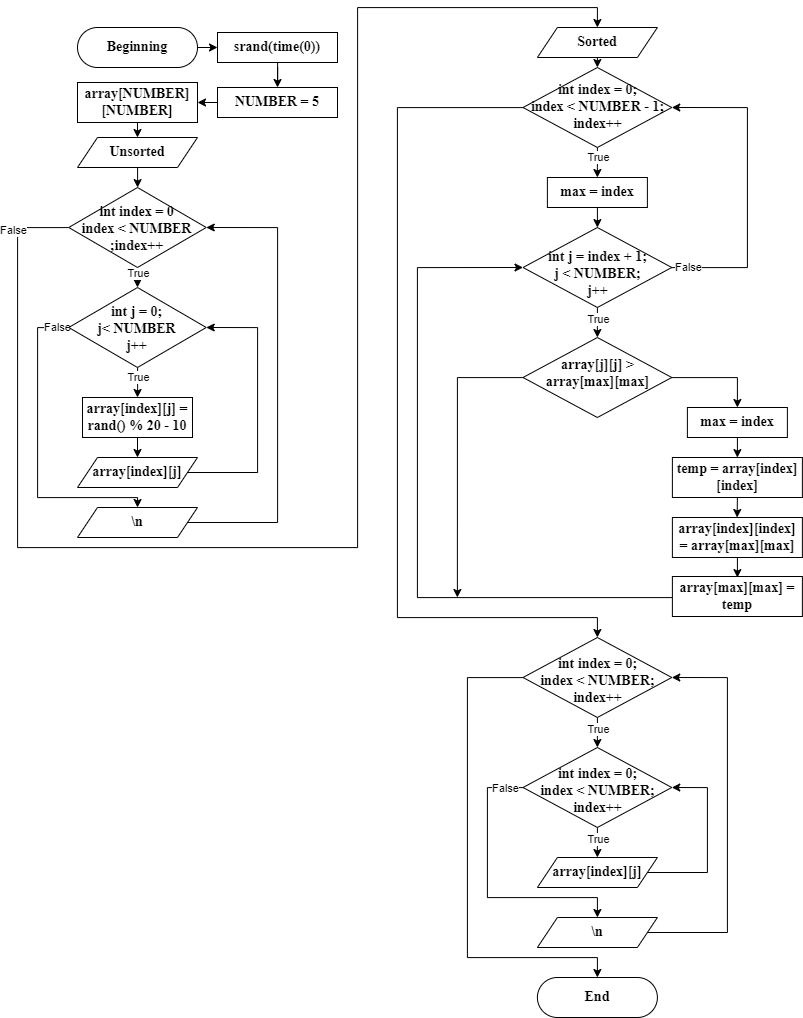 Beginning
srand(time(0))
NUMBER = 5
array[NUMBER]
[NUMBER]
Unsorted
int index = 0
index < NUMBER
;index++
False
True
int j = 0;
j< NUMBER
j++
False
True
array[index][j] =
rand() % 20 - 10
array[index][j]
\n
Sorted
int index = 0;
index < NUMBER - 1;
index++
True
max = index
int j = index + 1;
j < NUMBER;
j++
False
True
array[j][j] >
array[max][max]
max = index
temp = array[index]
[index]
array[index][index]
= array[max][max]
array[max][max] =
temp
int index = 0;
index < NUMBER;
index++
True
int index = 0;
index < NUMBER;
index++
False
True
array[index][j]
\n
End